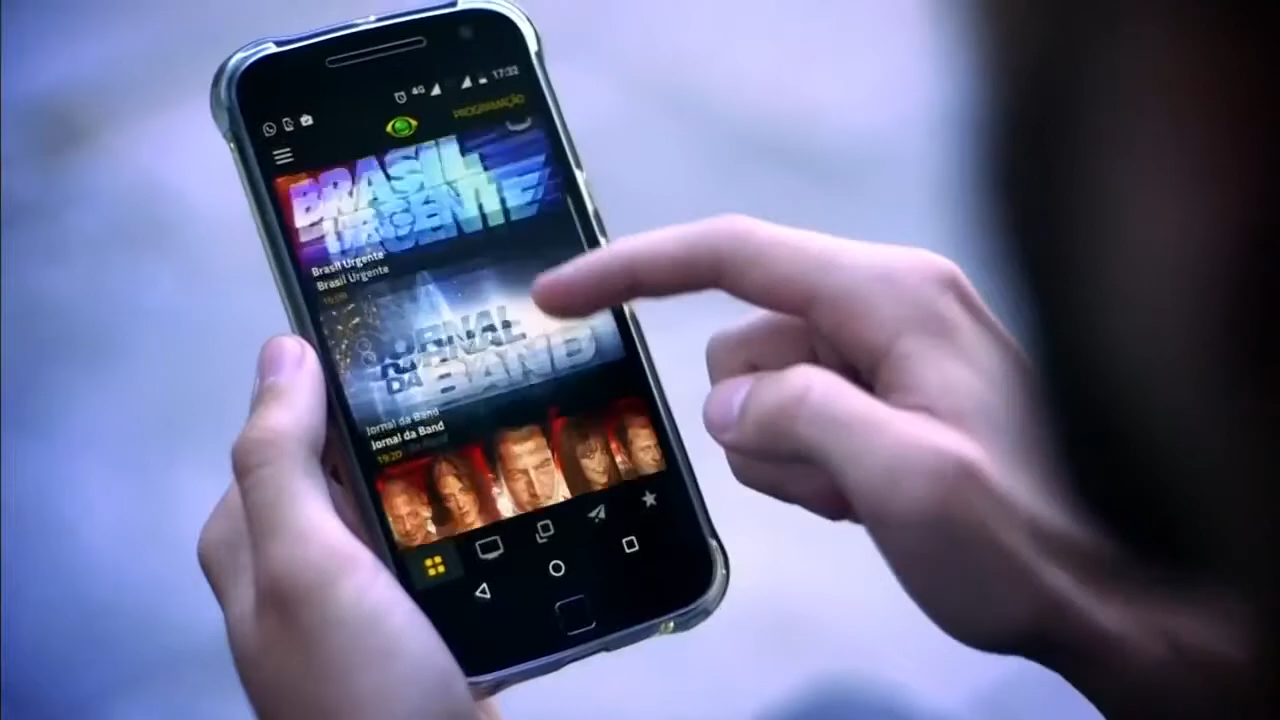 4G 17:32
PROGRAMAÇÃO
BRASIL
URGENTE
Brasil Urgente
Brasil Urgente
JORNAL
DA BAND
Jornal da Band
Jornal da Band
19:20